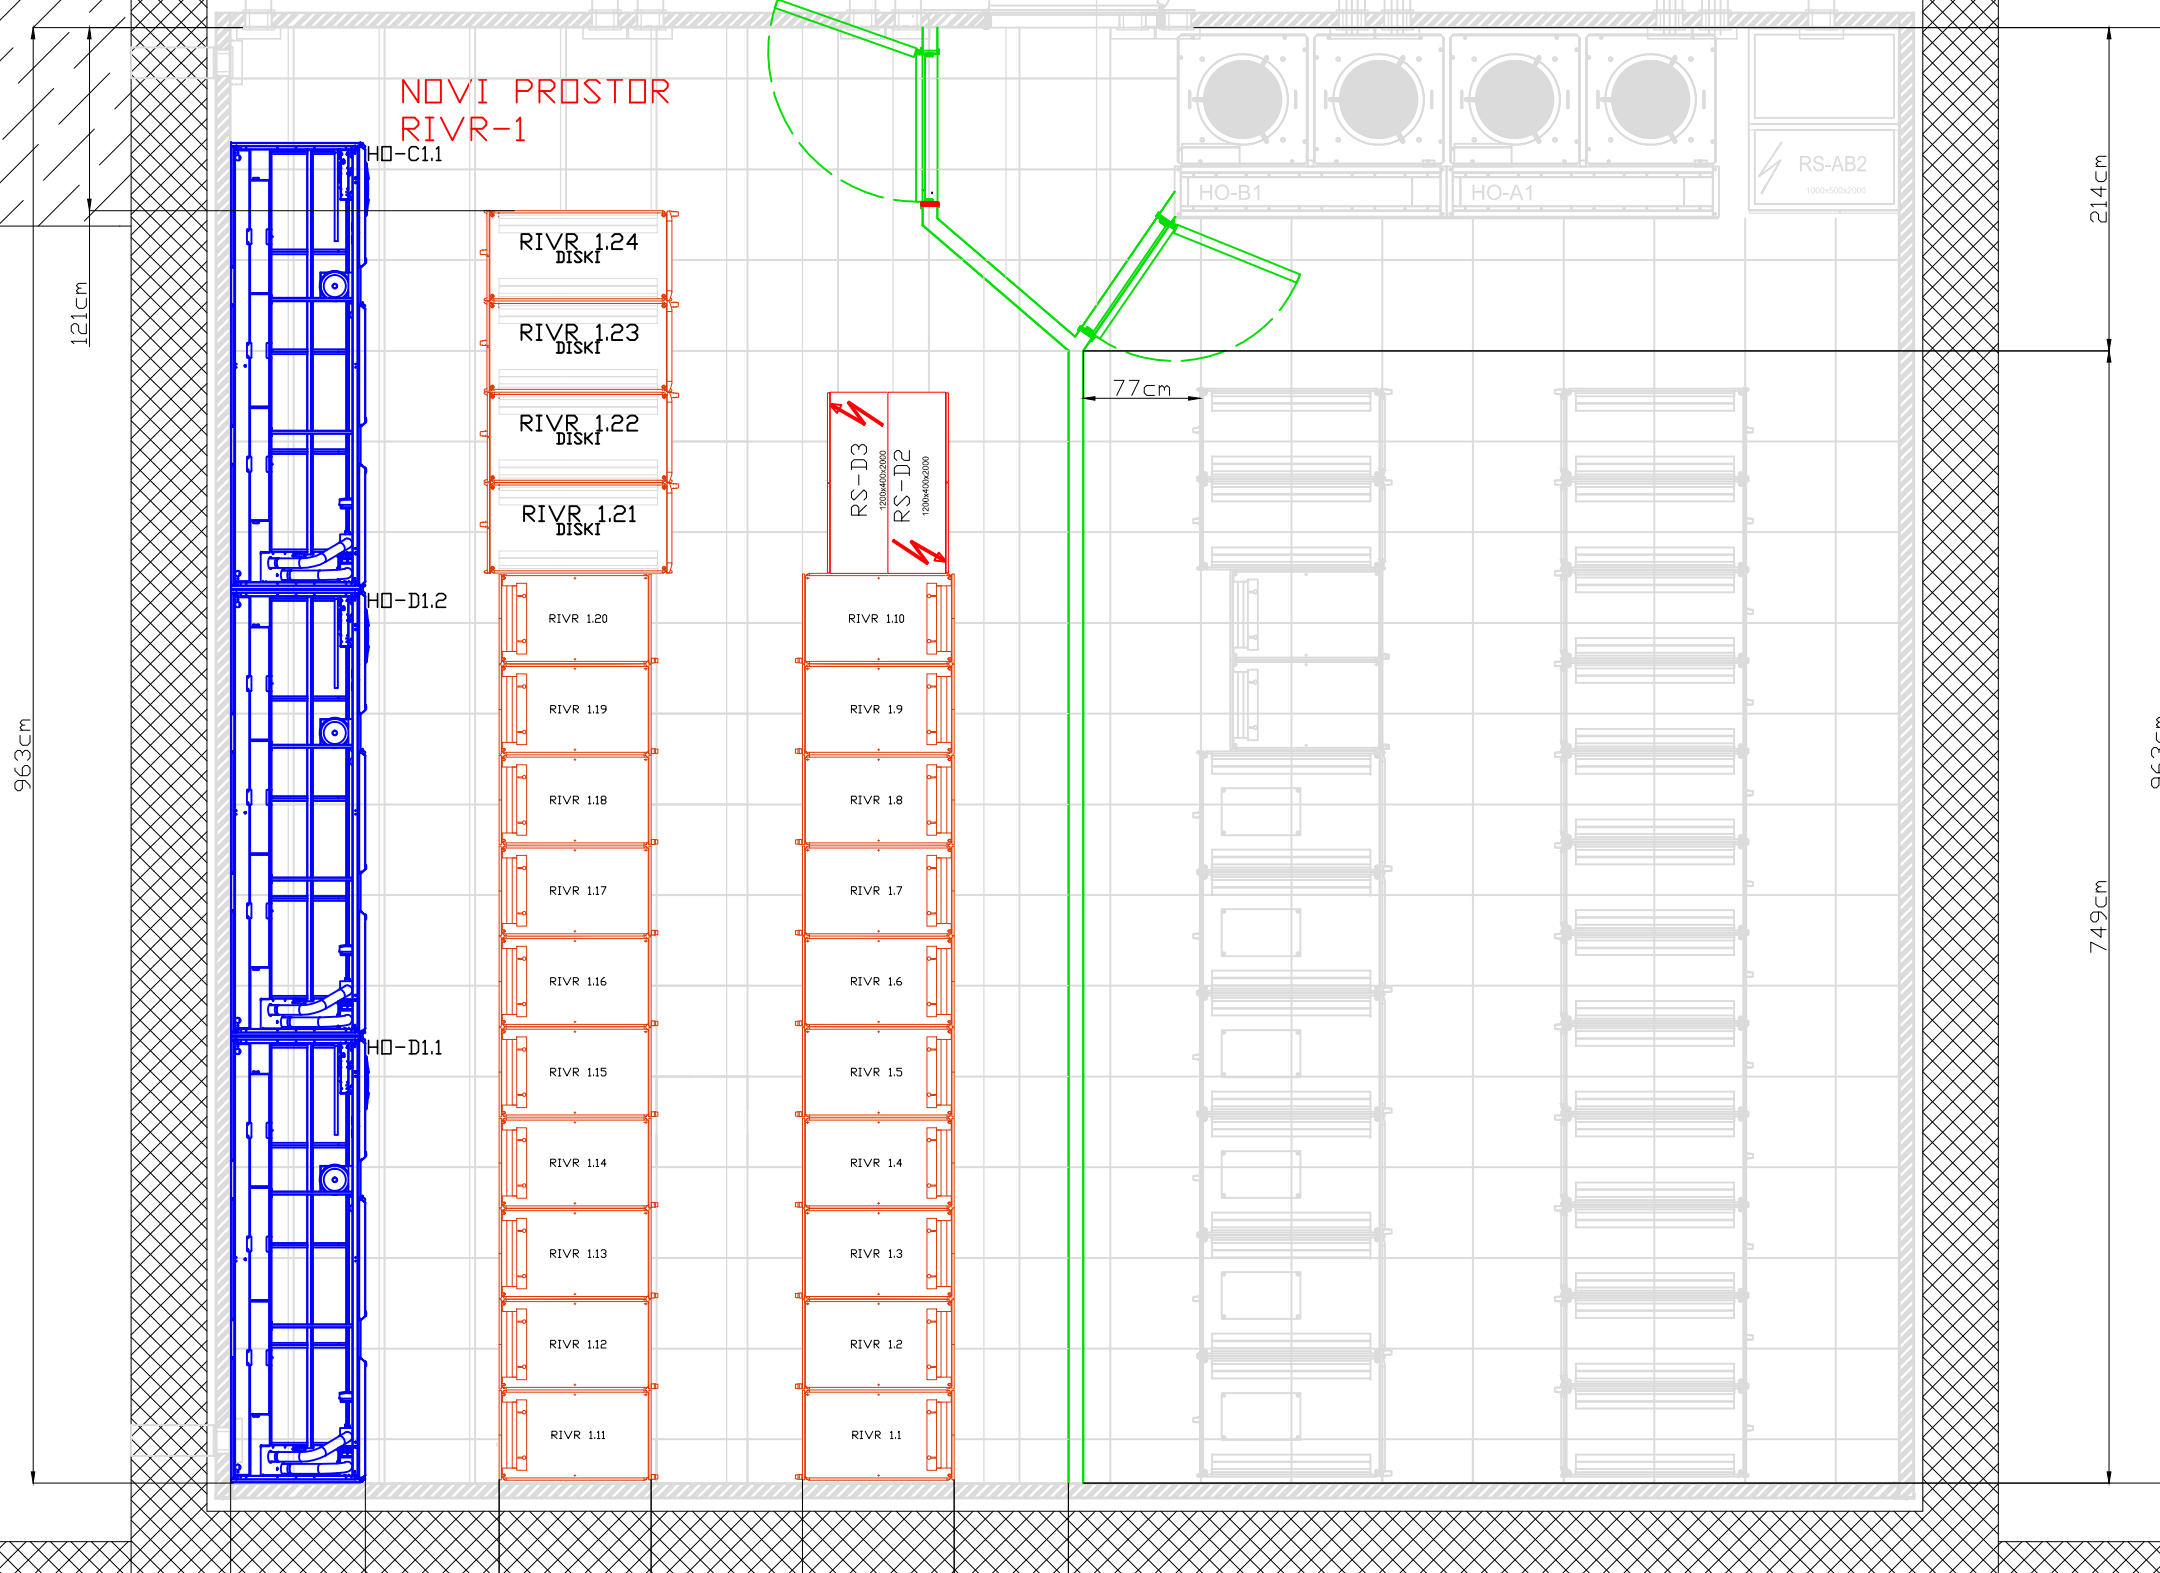 NOVI PROSTOR
RIVR-1
HO-C1.1
HO-D1.2
HO-D1.1
963cm
121cm
RIVR 1.24
DISKI
RIVR 1.23
DISKI
RIVR 1.22
DISKI
RIVR 1.21
DISKI
RIVR 1.20
RIVR 1.19
RIVR 1.18
RIVR 1.17
RIVR 1.16
RIVR 1.15
RIVR 1.14
RIVR 1.13
RIVR 1.12
RIVR 1.11
RS-D3
1200x400x2000
RS-D2
1200x400x2000
RIVR 1.10
RIVR 1.9
RIVR 1.8
RIVR 1.7
RIVR 1.6
RIVR 1.5
RIVR 1.4
RIVR 1.3
RIVR 1.2
RIVR 1.1
77cm
HO-B1
HO-A1
RS-AB2
1000x500x2000
214cm
749cm
963cm